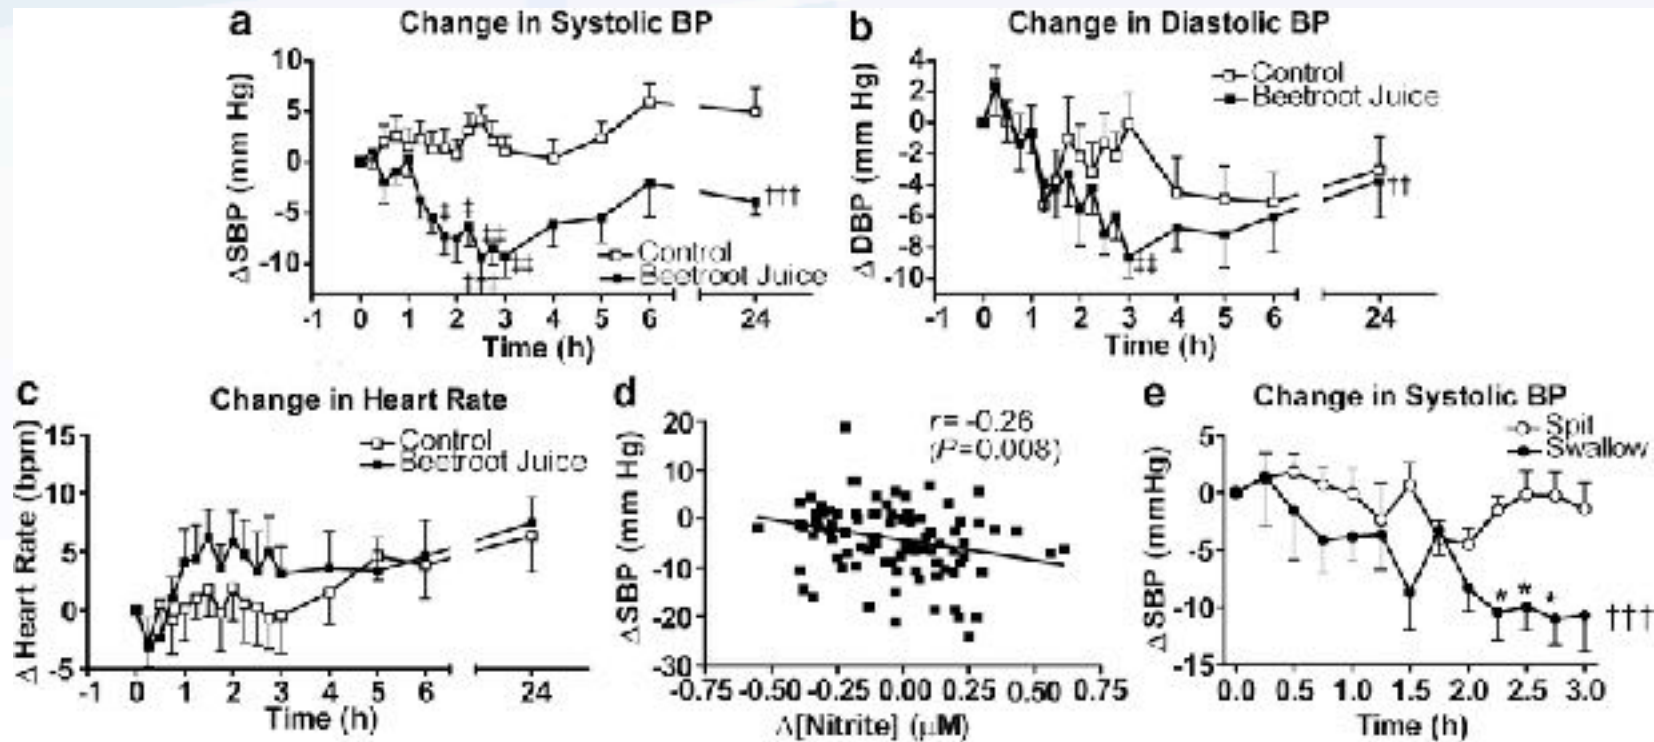 a
Change in Systolic BP
10
5
0
-5
-10
ΔSBP (mm Hg)
‡
‡
‡‡
‡‡
†††
Control
Beetroot Juice
-1 0 1 2 3 4 5 6 24
Time (h)
b
Change in Diastolic BP
4
2
0
-2
-4
-6
-8
-10
Δ DBP (mm Hg)
Control
Beetroot Juice
††
‡‡
-1 0 1 2 3 4 5 6 24
Time (h)
c
Change in Heart Rate
15
10
5
0
-5
Δ Heart Rate (bpm)
Control
Beetroot Juice
-1 0 1 2 3 4 5 6 24
Time (h)
d
r= -0.26
(P=0.008)
20
10
0
-10
-20
-30
ΔSBP (mm Hg)
-0.75 -0.50 -0.25 0.00 0.25 0.50 0.75
Δ[Nitrite] (μM)
e
Change in Systolic BP
Spit
Swallow
5
0
-5
-10
-15
ΔSBP (mmHg)
* * *
†††
0.0 0.5 1.0 1.5 2.0 2.5 3.0
Time (h)